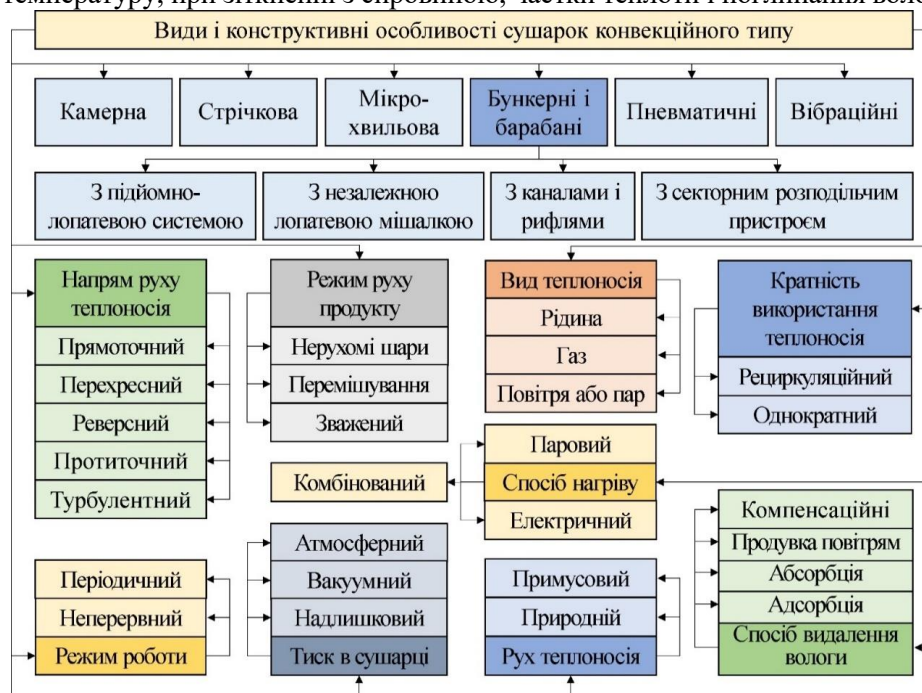 температуру, при зіткненні з сировиною, частки теплоти і поглинання воло
Види і конструктивні особливості сушарок конвекційного типу
Камерна
Стрічкова
Мікро-
хвильова
Бункерні і
барабані
Пневматичні
Вібраційні
З підйомно-
лопатевою системою
З незалежною
лопатевою мішалкою
З каналами і
рифлями
З секторним розподільчим
пристроєм
Напрям руху
теплоносія
Прямоточний
Перехресний
Реверсний
Протиточний
Турбулентний
Режим руху
продукту
Нерухомі шари
Перемішування
Зважений
Вид теплоносія
Рідина
Газ
Повітря або пар
Кратність
використання
теплоносія
Рециркуляційний
Однократний
Комбінований
Паровий
Спосіб нагріву
Електричний
Періодичний
Неперервний
Режим роботи
Атмосферний
Вакуумний
Надлишковий
Тиск в сушарці
Примусовий
Природній
Рух теплоносія
Компенсаційні
Продувка повітрям
Абсорбція
Адсорбція
Спосіб видалення
вологи